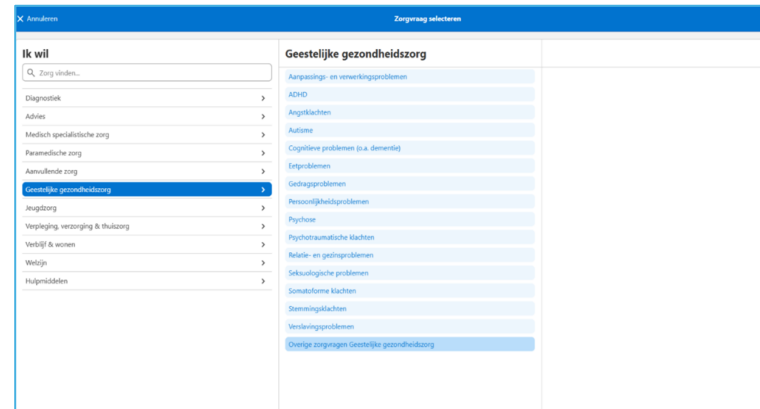 Annuleren
Zorgvraag selecteren
Ik wil
Zorg vinden...
Diagnostiek
Advies
Medisch specialistische zorg
Paramedische zorg
Aanvullende zorg
Geestelijke gezondheidszorg
Jeugdzorg
Verpleging, verzorging & thuiszorg
Verblijf & wonen
Welzijn
Hulpmiddelen
Geestelijke gezondheidszorg
Aanpassings- en verwerkingsproblemen
ADHD
Angstklachten
Autisme
Cognitieve problemen (o.a. dementie)
Eetproblemen
Gedragsproblemen
Persoonlijkheidsproblemen
Psychose
Psychotraumatische klachten
Relatie- en gezinsproblemen
Seksuologische problemen
Somatoforme klachten
Stemmingsklachten
Verslavingsproblemen
Overige zorgvragen Geestelijke gezondheidszorg